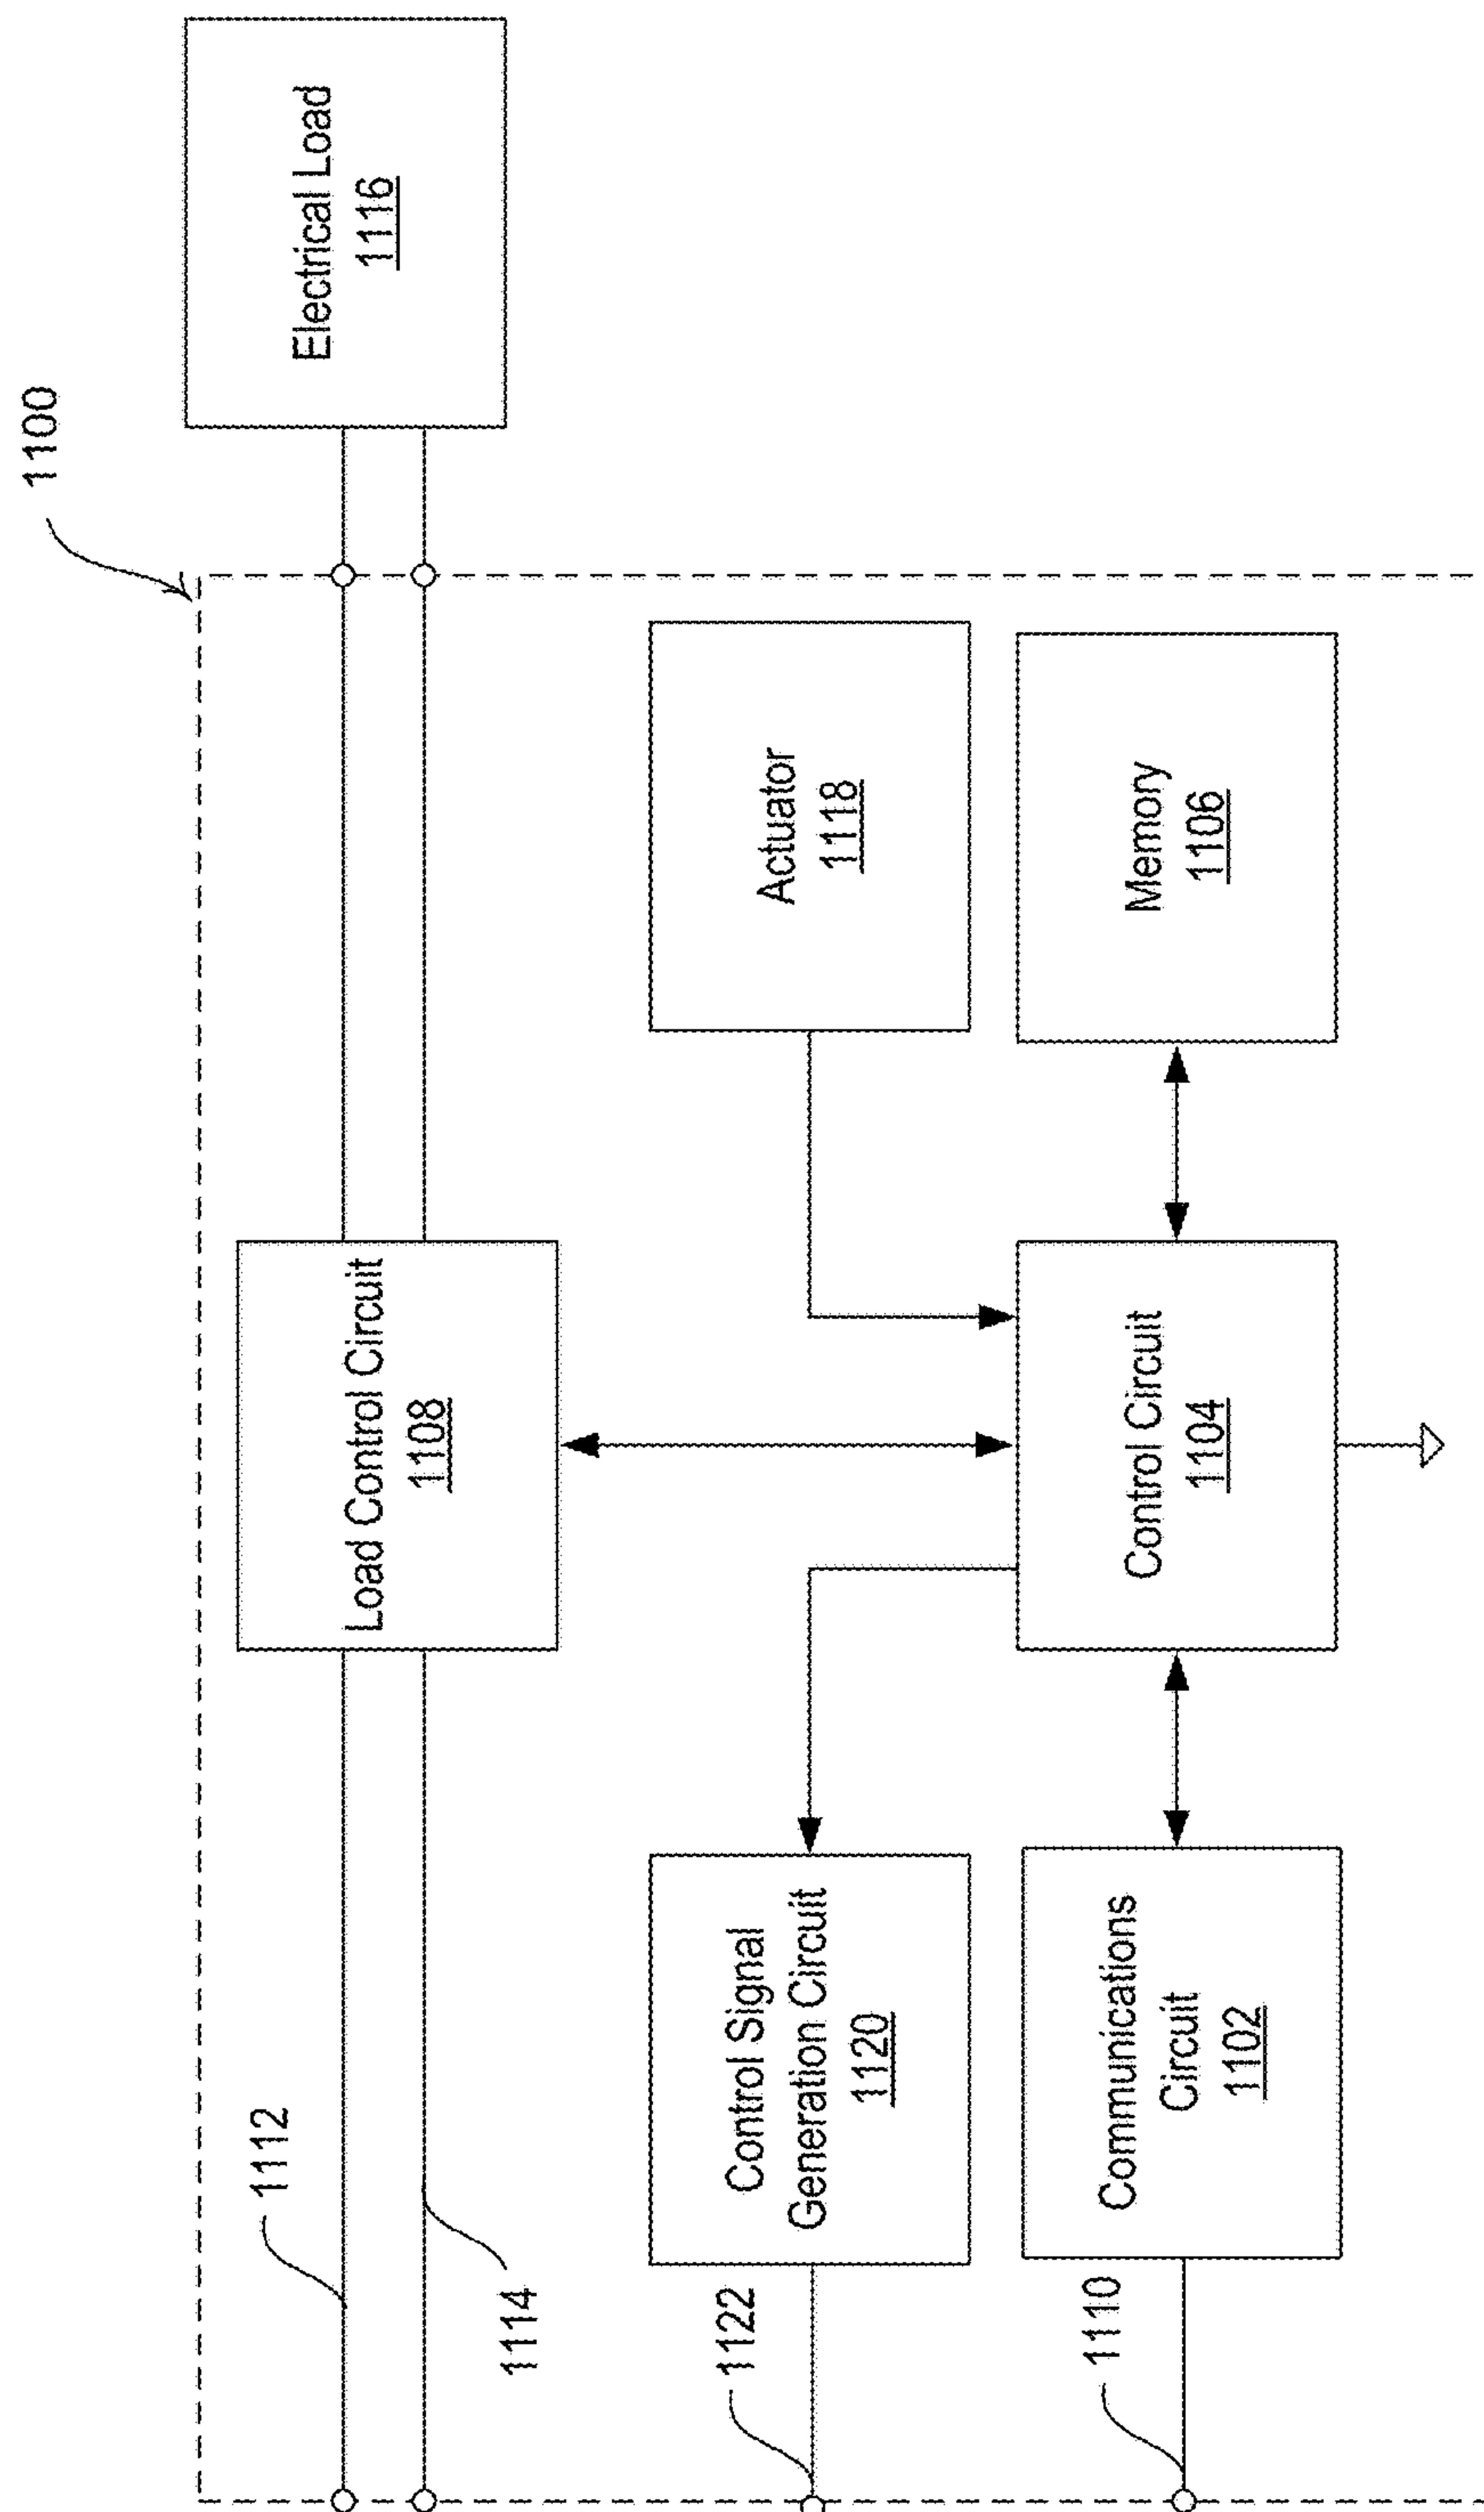 1100
Electrical Load
1116
1112
Load Control Circuit
1108
1114
Control Signal
Generation Circuit
1120
Actuator
1118
1122
Communications
Circuit
1102
Control Circuit
1104
Memory
1106
1110